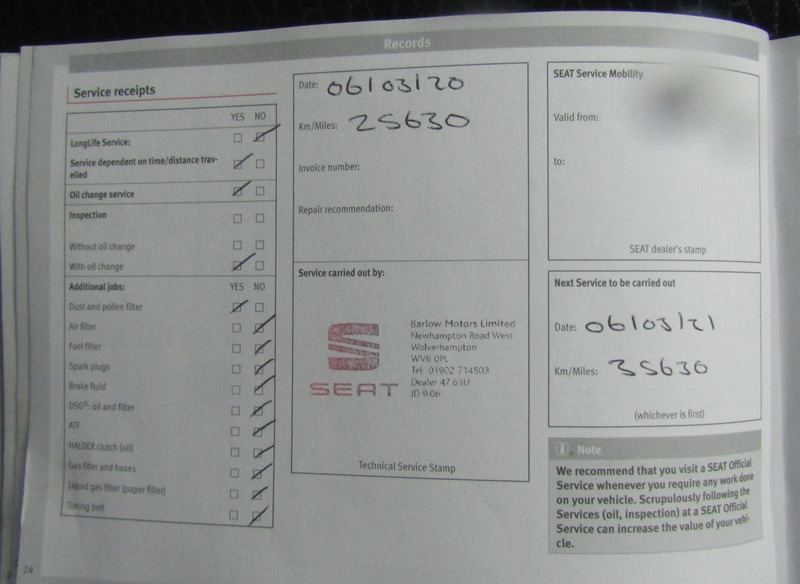 Records
Service receipts
YES NO
LongLife Service:
Service dependent on time/distance trav-
elled
Oil change service
Inspection
Without oil change
With oil change
Additional jobs: YES NO
Dust and pollen filter
Air filter
Fuel filter
Spark plugs
Brake fluid
DSG®: oil and filter
ATF
HALDEX clutch (oil)
Gas filter and hoses
Liquid gas filter (paper filter)
Timing belt
24
Date: 06/03/20
Km/Miles: 25630
Invoice number:
Repair recommendation:
Service carried out by:
SEAT
Barlow Motors Limited
Newhampton Road West
Wolverhampton
WV6 0PL
Tel: 01902 714503
Dealer 47 61U
ID 906
Technical Service Stamp
SEAT Service Mobility
Valid from:
to:
SEAT dealer's stamp
Next Service to be carried out
Date: 06/03/21
Km/Miles: 35630
(whichever is first)
Note
We recommend that you visit a SEAT Official
Service whenever you require any work done
on your vehicle. Scrupulously following the
Services (oil, inspection) at a SEAT Official
Service can increase the value of your vehi-
cle.